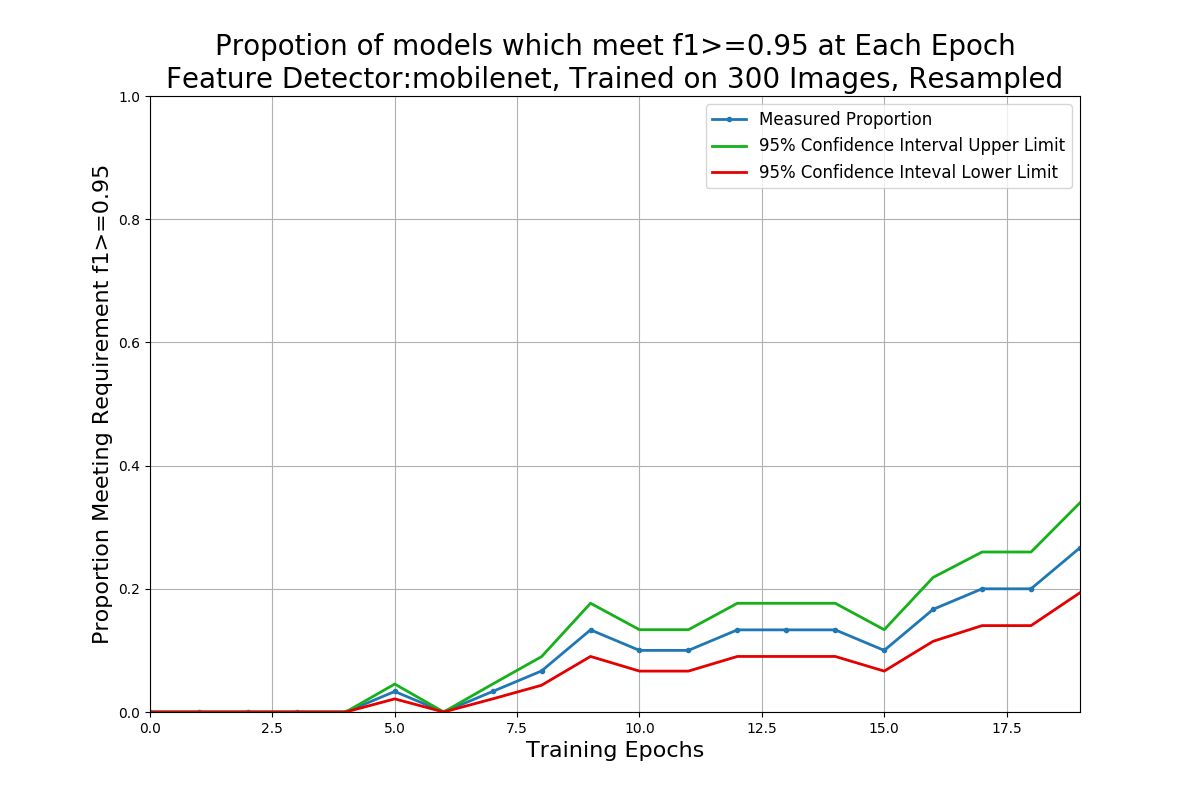 Propotion of models which meet f1>=0.95 at Each Epoch
Feature Detector:mobilenet, Trained on 300 Images, Resampled
Measured Proportion
95% Confidence Interval Upper Limit
95% Confidence Inteval Lower Limit
Proportion Meeting Requirement f1>=0.95
1.0
0.8
0.6
0.4
0.2
0.0
0.0 2.5 5.0 7.5 10.0 12.5 15.0 17.5
Training Epochs